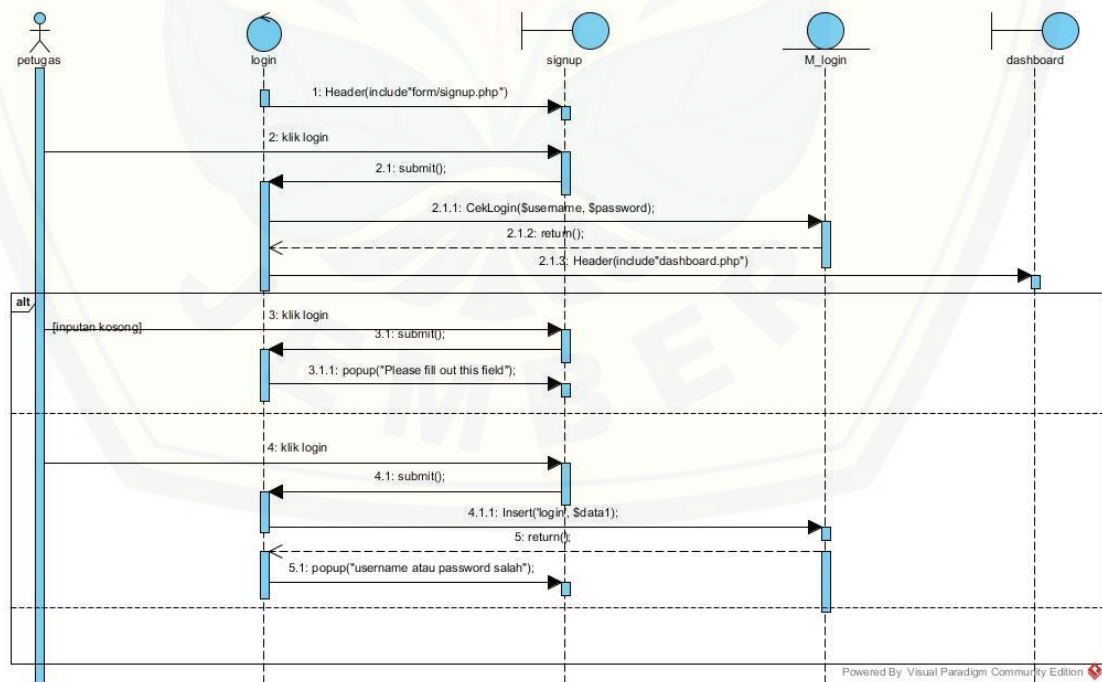 petugas
login
signup
M_login
dashboard
1: Header(include"form/signup.php")
2: klik login
2.1: submit();
2.1.1: CekLogin($username, $password);
2.1.2: return();
2.1.3: Header(include"dashboard.php")
alt
[inputan kosong]
3: klik login
3.1: submit();
3.1.1: popup("Please fill out this field");
4: klik login
4.1: submit();
4.1.1: Insert('login', $data1);
5: return();
5.1: popup("username atau password salah");
JEMBER
Powered By Visual Paradigm Community Edition